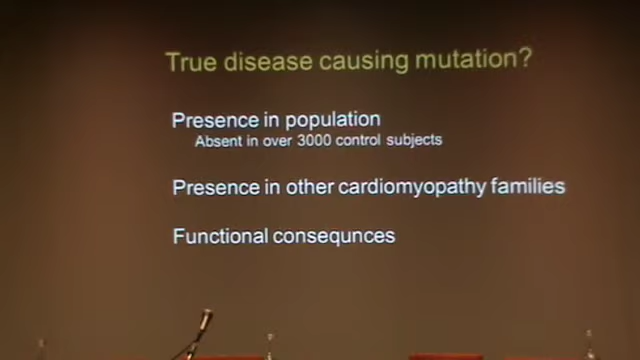 True disease causing mutation?
Presence in population
Absent in over 3000 control subjects
Presence in other cardiomyopathy families
Functional consequnces